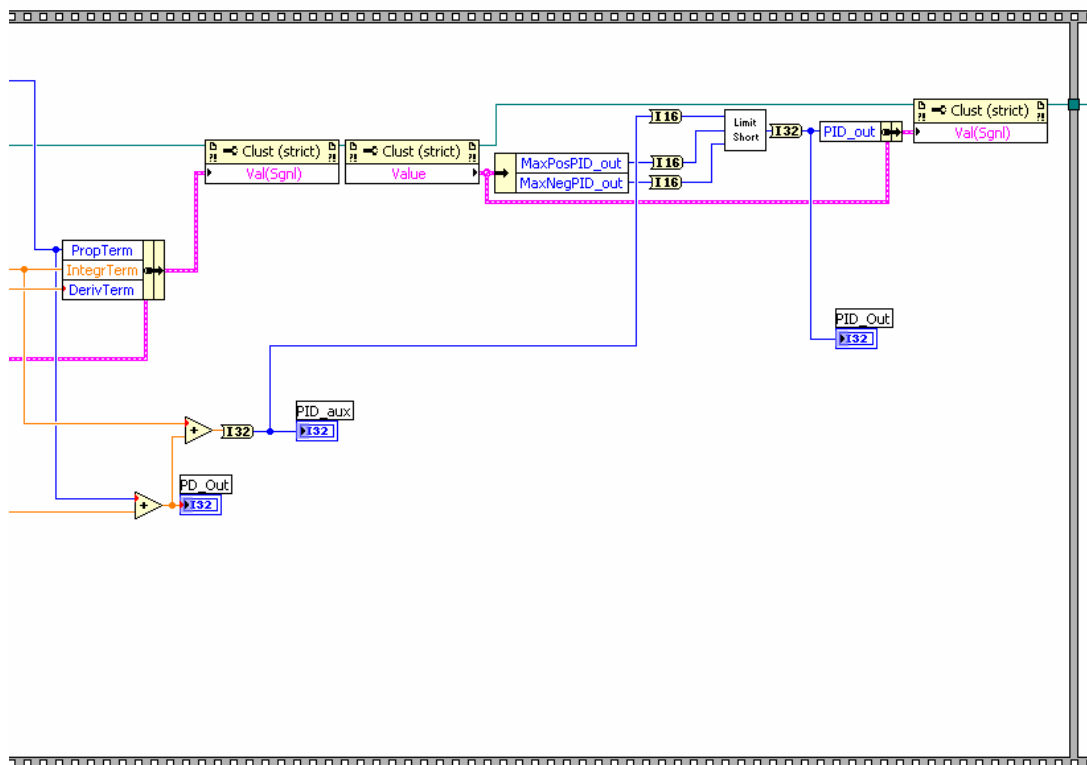 Clust (strict)
Val(Sgnl)
Clust (strict)
Value
MaxPosPID_out
MaxNegPID_out
I16
I16
I16
Limit
Short
I32
PID_out
Clust (strict)
Val(Sgnl)
PropTerm
IntegrTerm
DerivTerm
PID_Out
I32
I32
PID_aux
I32
PD_Out
I32